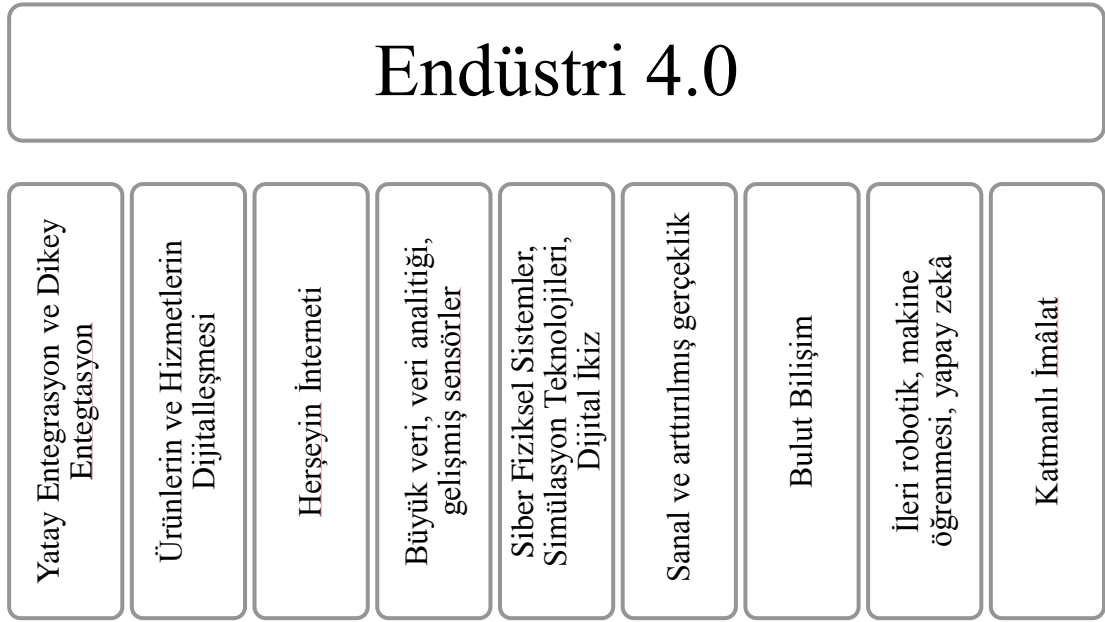 Endüstri 4.0
Yatay Entegrasyon ve Dikey
Entegtasyon
Ürünlerin ve Hizmetlerin
Dijitalleşmesi
Herşeyin İnterneti
Büyük veri, veri analitiği,
gelişmiş sensörler
Siber Fiziksel Sistemler,
Simülasyon Teknolojileri,
Dijital İkiz
Sanal ve arttırılmış gerçeklik
Bulut Bilişim
İleri robotik, makine
öğrenmesi, yapay zekâ
Katmanlı İmâlat